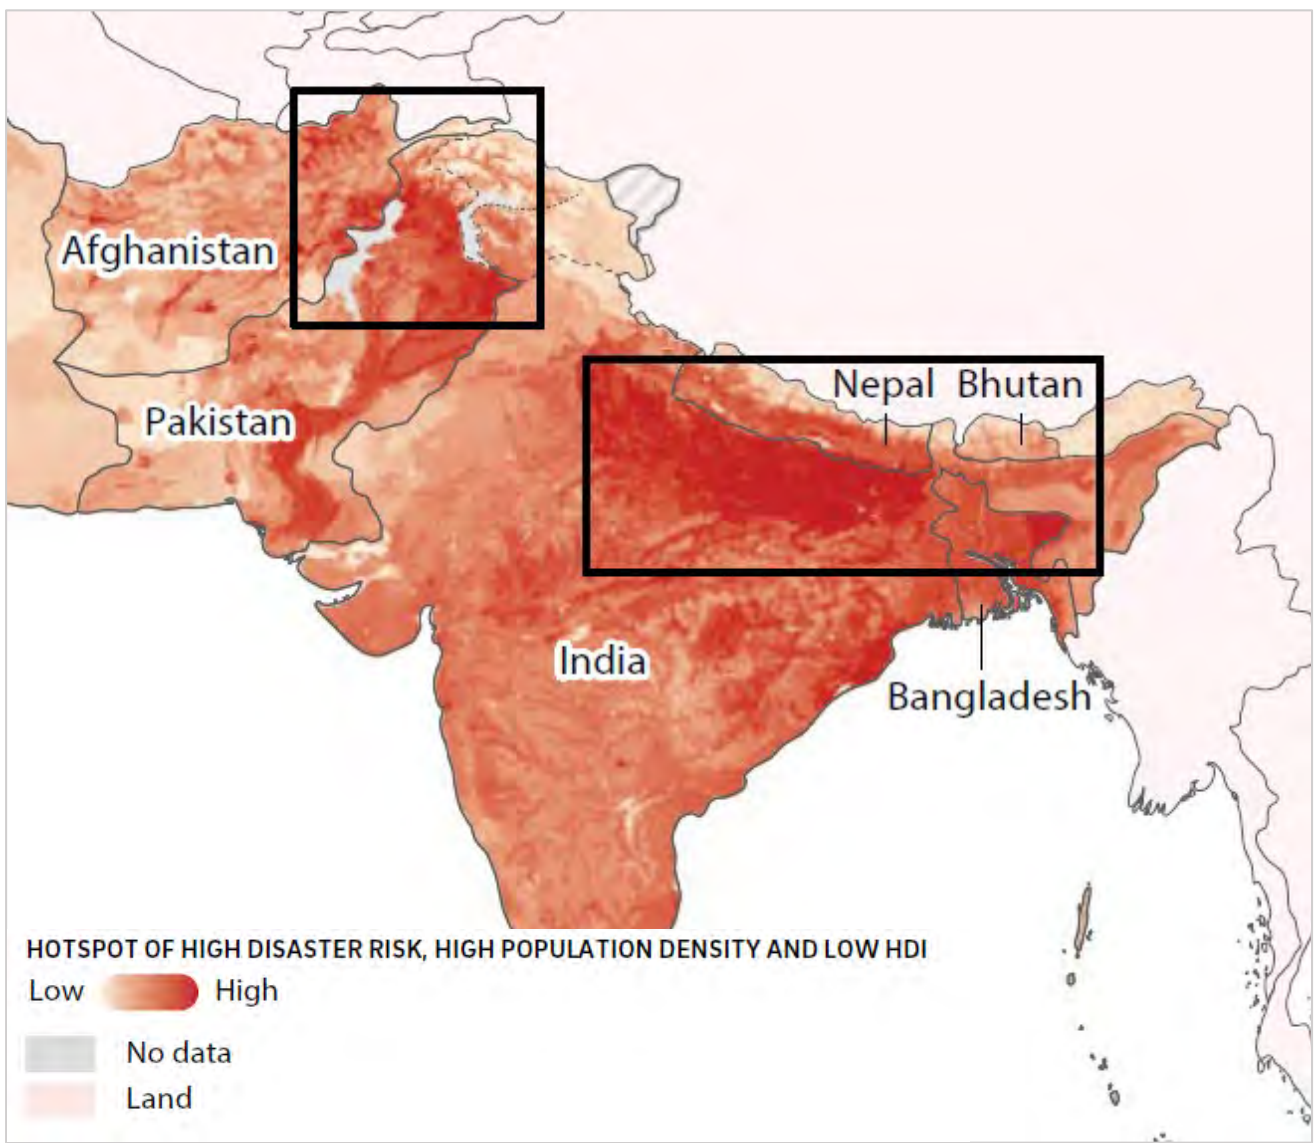 Afghanistan
Nepal
Bhutan
Pakistan
India
Bangladesh
HOTSPOT OF HIGH DISASTER RISK, HIGH POPULATION DENSITY AND LOW HDI
Low High
No data
Land